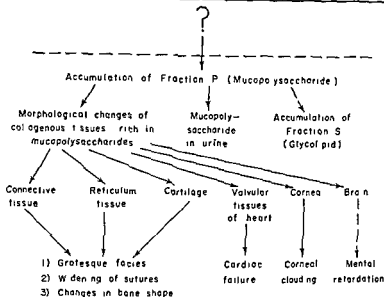 ?
Accumulation of Fraction P (Mucopolysaccharide)
Morphological changes of
collagenous tissues rich in
mucopolysaccharides
Mucopoly-
saccharide
in urine
Accumulation of
Fraction S
(Glycolipid)
Connective
tissue
Reticulum
tissue
Cartilage
Valvular
tissues
of heart
Cornea
Brain
1) Grotesque facies
2) Widening of sutures
3) Changes in bone shape
Cardiac
failure
Corneal
clouding
Mental
retardation